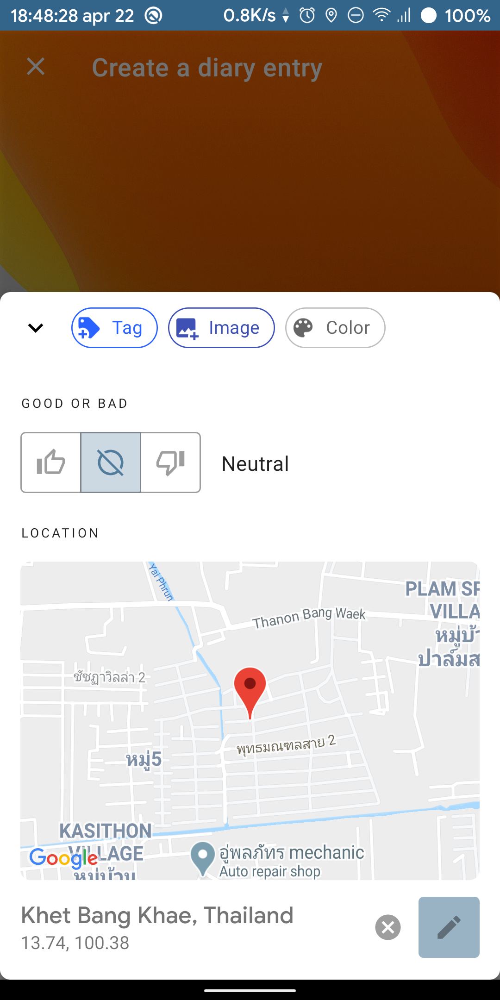 18:48:28 apr 22 0.8K/s 100%
Create a diary entry
Tag Image Color
GOOD OR BAD
Neutral
LOCATION
Yai Phrun
PLAM SP
VILLA
หมู่บ้า
ปาล์มส
Thanon Bang Waek
ชัชฎาวิลล่า 2
พุทธมณฑลสาย 2
หมู่5
KASITHON
VILLAGE
หมู่บ้าน
Google
อู่พลภัทร mechanic
Auto repair shop
Khet Bang Khae, Thailand
13.74, 100.38